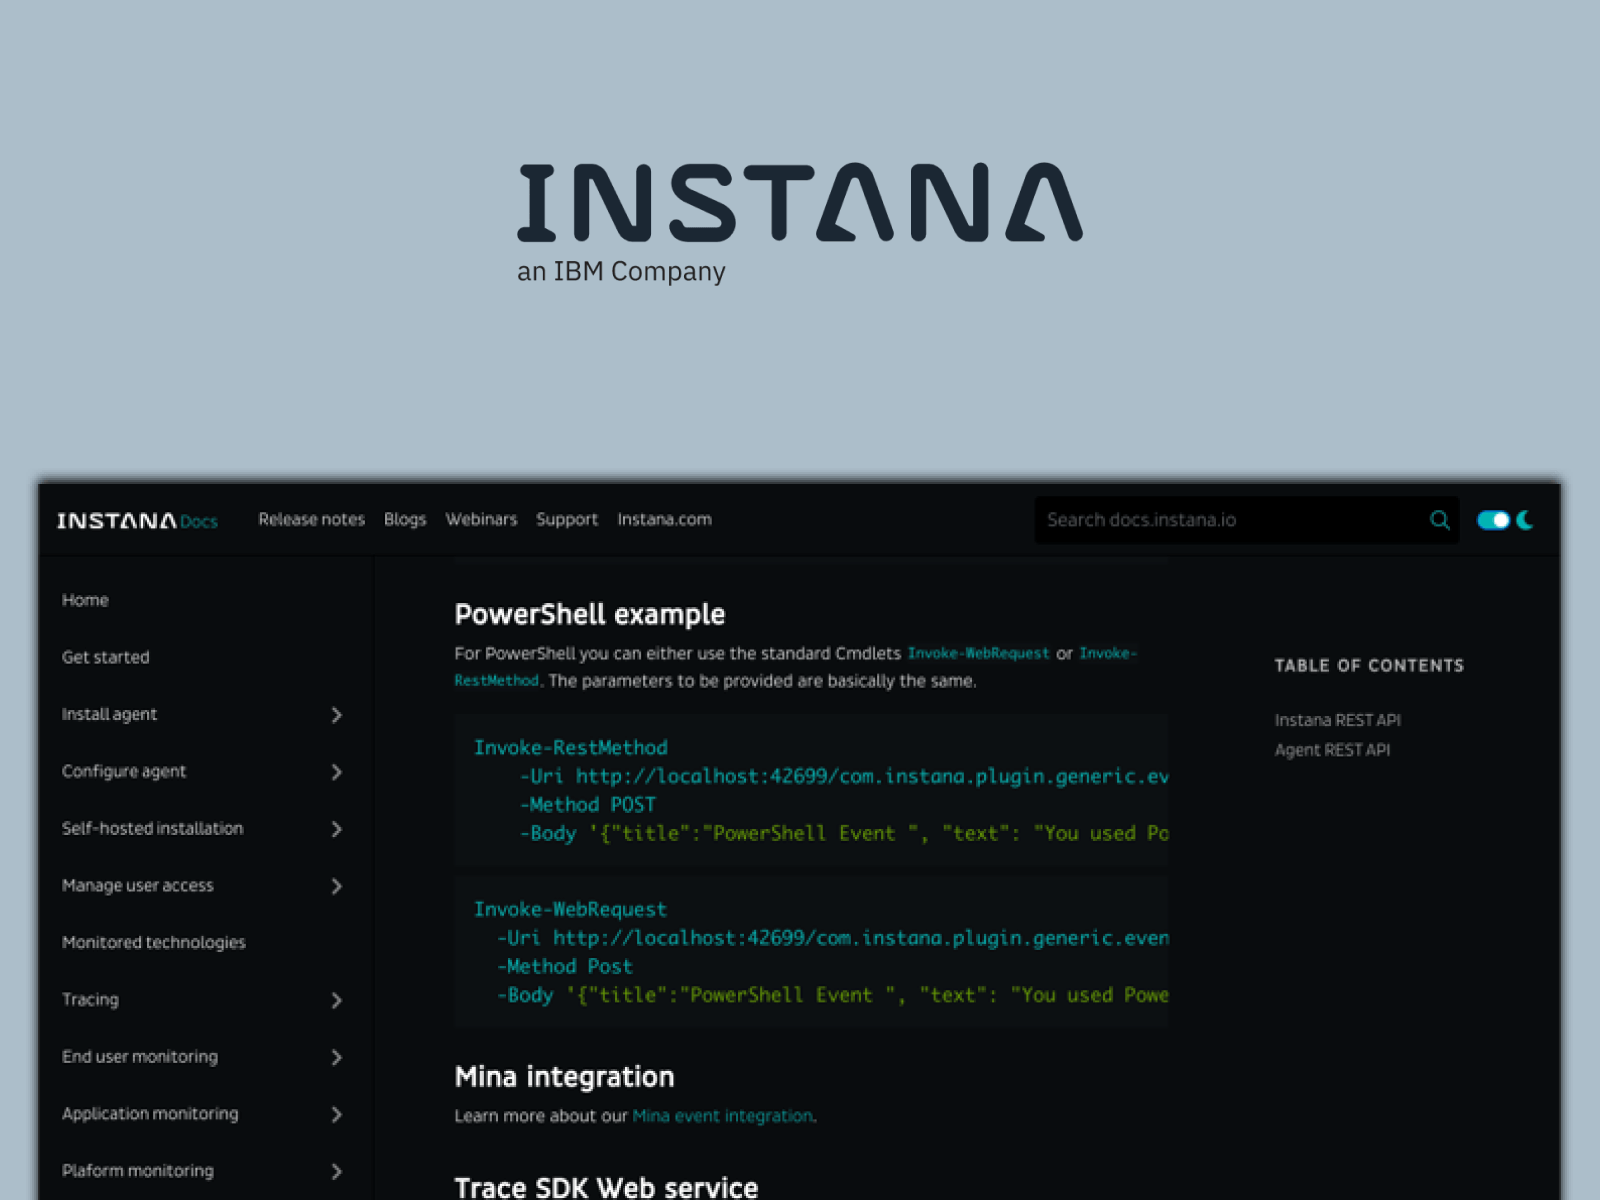 INSTANA
an IBM Company
INSTANA Docs
Release notes Blogs Webinars Support Instana.com
Search docs.instana.io
Home
Get started
Install agent
Configure agent
Self-hosted installation
Manage user access
Monitored technologies
Tracing
End user monitoring
Application monitoring
Plaform monitoring
PowerShell example
For PowerShell you can either use the standard Cmdlets Invoke-WebRequest or Invoke-
RestMethod. The parameters to be provided are basically the same.
Invoke-RestMethod
-Uri http://localhost:42699/com.instana.plugin.generic.ev
-Method POST
-Body '{"title":"PowerShell Event ", "text": "You used Po
Invoke-WebRequest
-Uri http://localhost:42699/com.instana.plugin.generic.even
-Method Post
-Body '{"title":"PowerShell Event ", "text": "You used Powe
Mina integration
Learn more about our Mina event integration.
Trace SDK Web service
TABLE OF CONTENTS
Instana REST API
Agent REST API